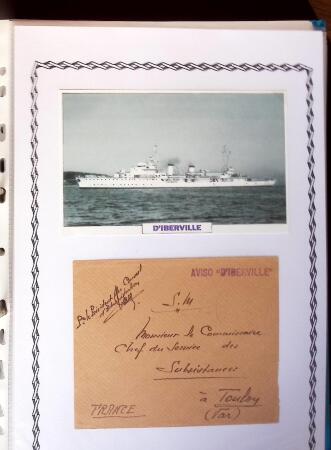 D'IBERVILLE
AVISO "D'IBERVILLE"
S.M
Monsieur le Commissaire
Chef du Service des
Subsistances
à Toulon
(Var)
FRANCE